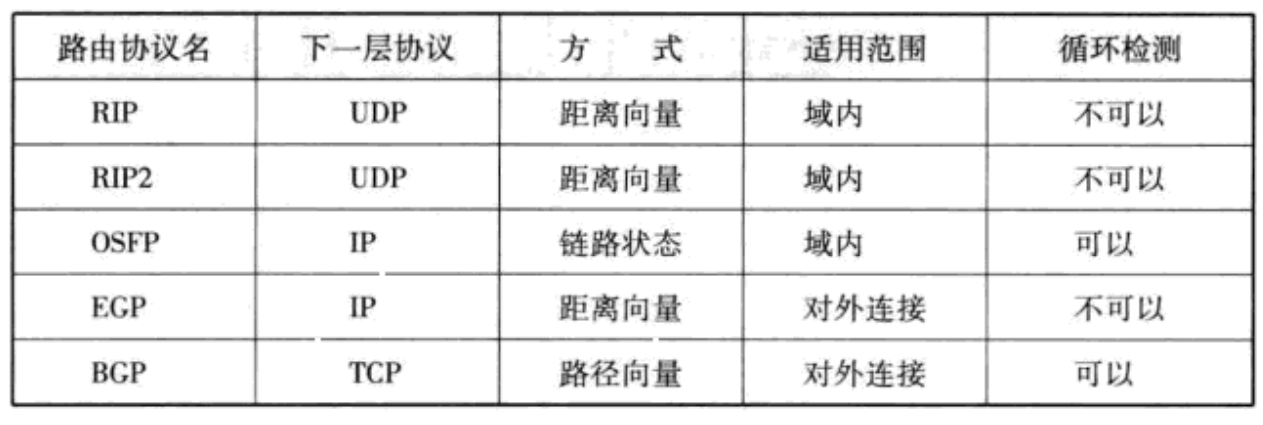 路由协议名 下一层协议 方 式 适用范围 循环检测
RIP UDP 距离向量 域内 不可以
RIP2 UDP 距离向量 域内 不可以
OSFP IP 链路状态 域内 可以
EGP IP 距离向量 对外连接 不可以
BGP TCP 路径向量 对外连接 可以